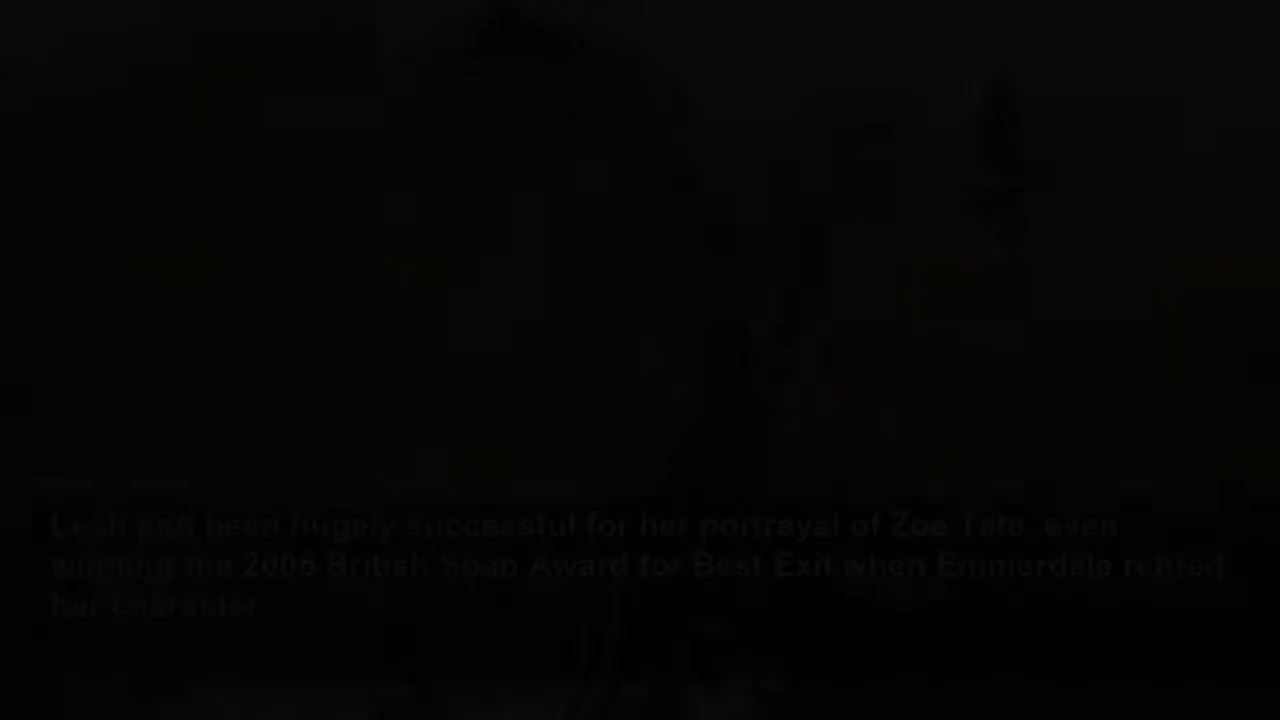 Leah had been hugely successful for her portrayal of Zoe Tate, even
winning the 2006 British Soap Award for Best Exit when Emmerdale retired
her character.